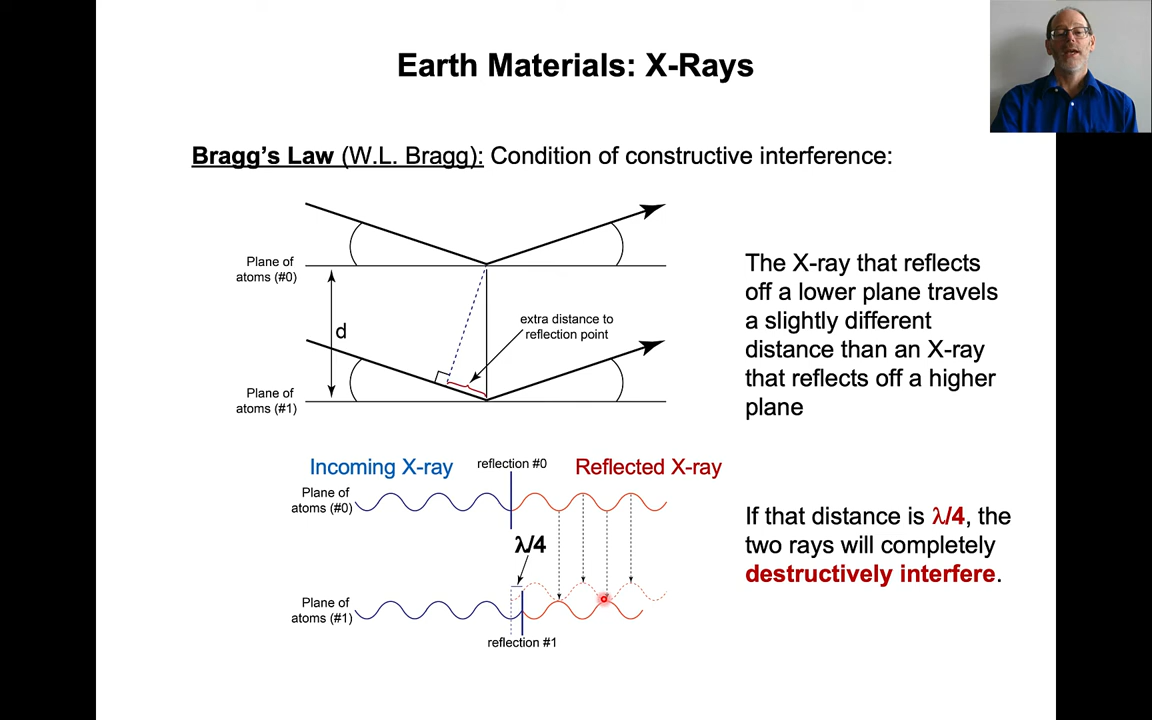 Earth Materials: X-Rays
Bragg's Law (W.L. Bragg): Condition of constructive interference:
Plane of
atoms (#0)
d
extra distance to
reflection point
Plane of
atoms (#1)
The X-ray that reflects
off a lower plane travels
a slightly different
distance than an X-ray
that reflects off a higher
plane
Incoming X-ray
reflection #0
Reflected X-ray
Plane of
atoms (#0)
λ/4
Plane of
atoms (#1)
reflection #1
If that distance is λ/4, the
two rays will completely
destructively interfere.